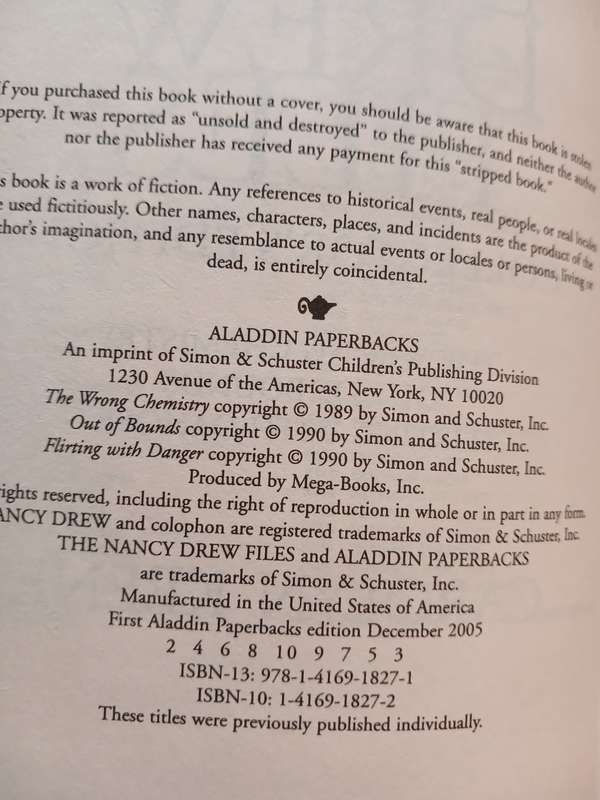 If you purchased this book without a cover, you should be aware that this book is stolen
operty. It was reported as "unsold and destroyed" to the publisher, and neither the author
nor the publisher has received any payment for this "stripped book."
s book is a work of fiction. Any references to historical events, real people, or real locales
e used fictitiously. Other names, characters, places, and incidents are the product of the
thor's imagination, and any resemblance to actual events or locales or persons, living or
dead, is entirely coincidental.
ALADDIN PAPERBACKS
An imprint of Simon & Schuster Children's Publishing Division
1230 Avenue of the Americas, New York, NY 10020
The Wrong Chemistry copyright © 1989 by Simon and Schuster, Inc.
Out of Bounds copyright © 1990 by Simon and Schuster, Inc.
Flirting with Danger copyright © 1990 by Simon and Schuster, Inc.
Produced by Mega-Books, Inc.
rights reserved, including the right of reproduction in whole or in part in any form.
ANCY DREW and colophon are registered trademarks of Simon & Schuster, Inc.
THE NANCY DREW FILES and ALADDIN PAPERBACKS
are trademarks of Simon & Schuster, Inc.
Manufactured in the United States of America
First Aladdin Paperbacks edition December 2005
2 4 6 8 10 9 7 5 3
ISBN-13: 978-1-4169-1827-1
ISBN-10: 1-4169-1827-2
These titles were previously published individually.